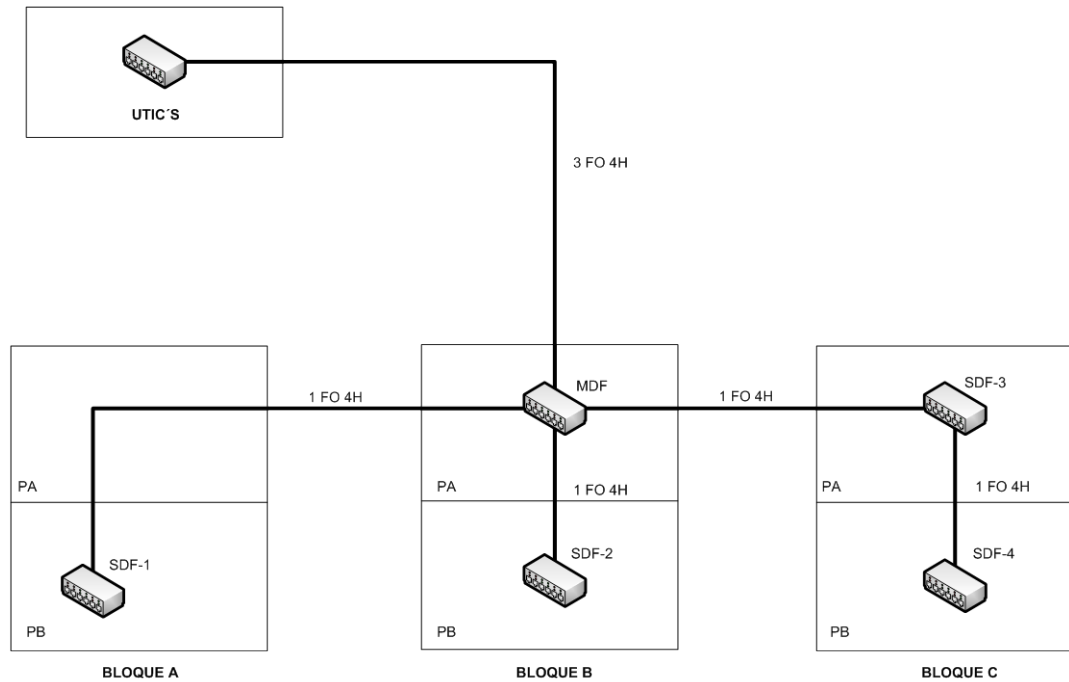 UTIC´S
3 FO 4H
MDF
SDF-3
1 FO 4H
1 FO 4H
PA
PA
1 FO 4H
PA
1 FO 4H
SDF-1
SDF-2
SDF-4
PB
PB
PB
BLOQUE A
BLOQUE B
BLOQUE C